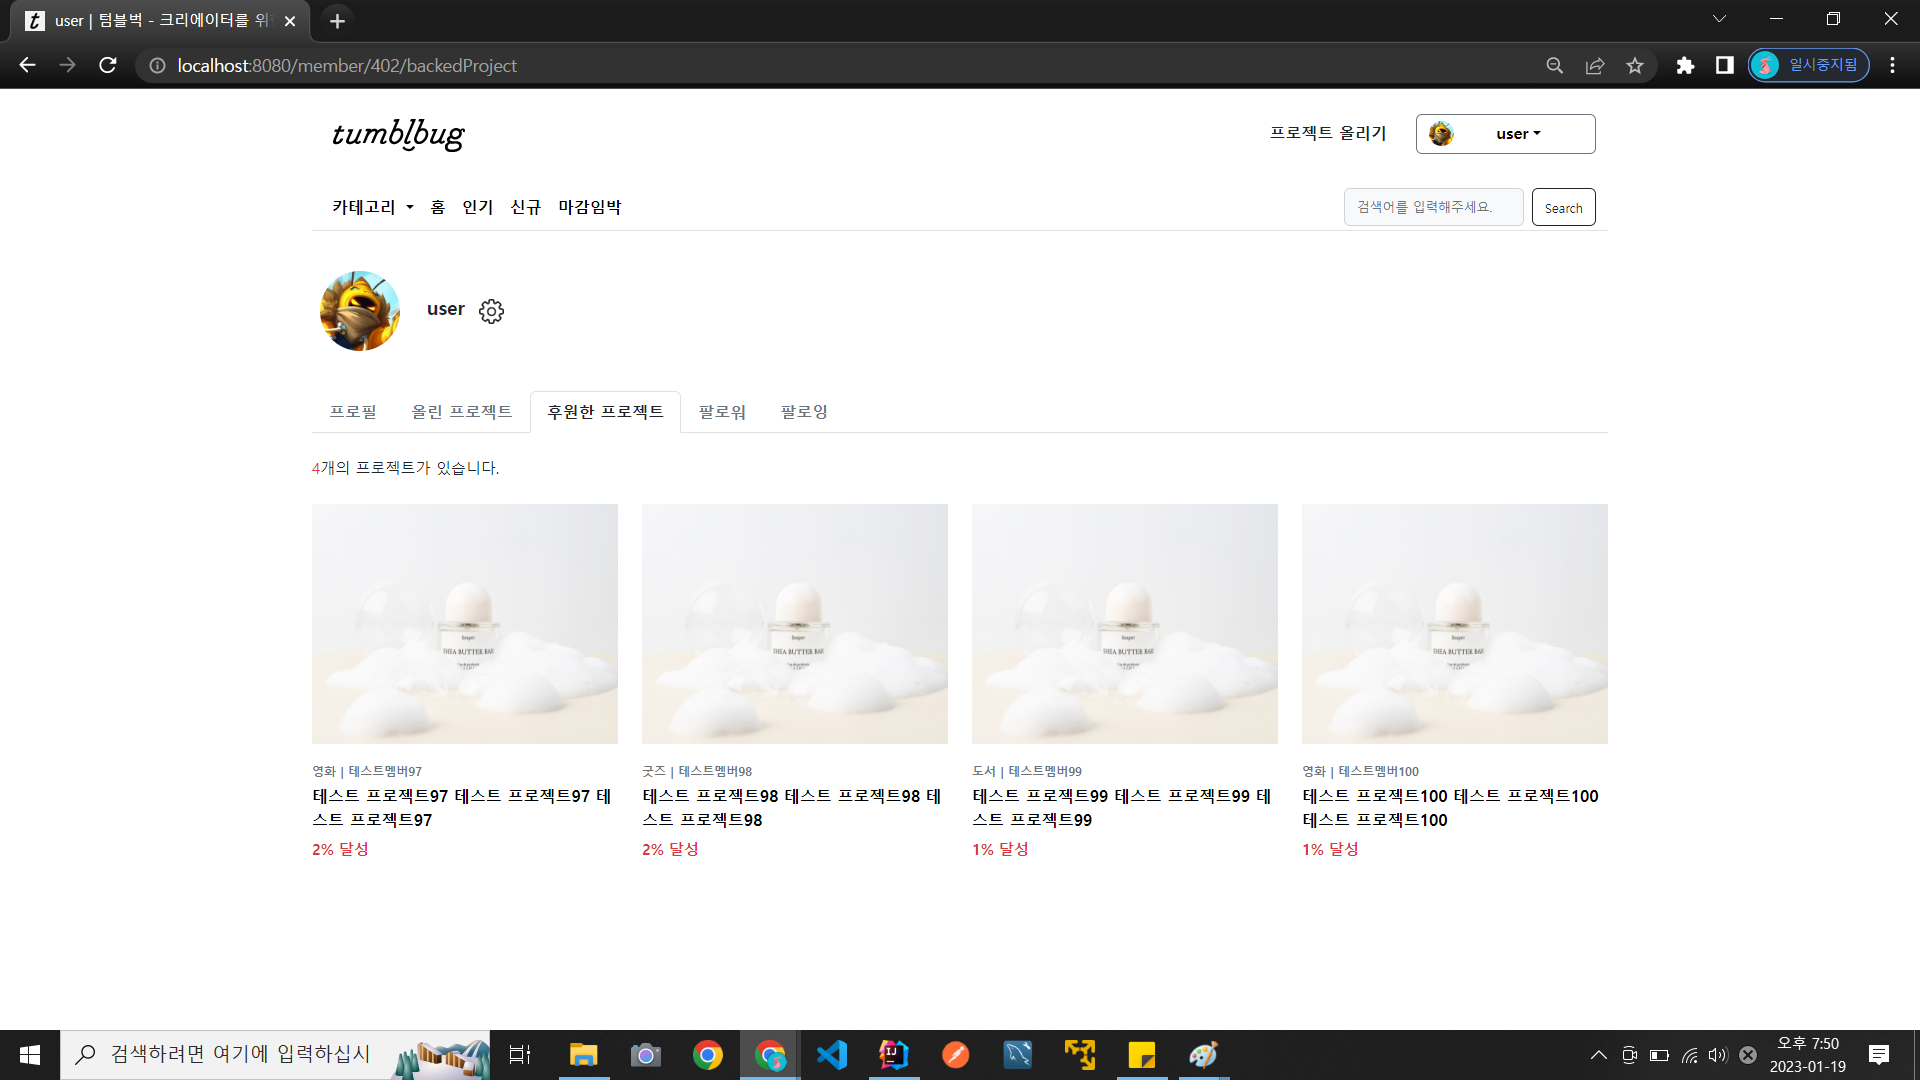 user | 텀블벅 - 크리에이터를 위한
localhost:8080/member/402/backedProject
일시중지됨
tumblbug
프로젝트 올리기
user
카테고리 홈 인기 신규 마감임박
검색어를 입력해주세요.
Search
user
프로필 올린 프로젝트 후원한 프로젝트 팔로워 팔로잉
4개의 프로젝트가 있습니다.
SHEA BUTTER BAR
SHEA BUTTER BAR
SHEA BUTTER BAR
SHEA BUTTER BAR
영화 | 테스트멤버97
테스트 프로젝트97 테스트 프로젝트97 테
스트 프로젝트97
2% 달성
굿즈 | 테스트멤버98
테스트 프로젝트98 테스트 프로젝트98 테
스트 프로젝트98
2% 달성
도서 | 테스트멤버99
테스트 프로젝트99 테스트 프로젝트99 테
스트 프로젝트99
1% 달성
영화 | 테스트멤버100
테스트 프로젝트100 테스트 프로젝트100
테스트 프로젝트100
1% 달성
검색하려면 여기에 입력하십시
오후 7:50
2023-01-19